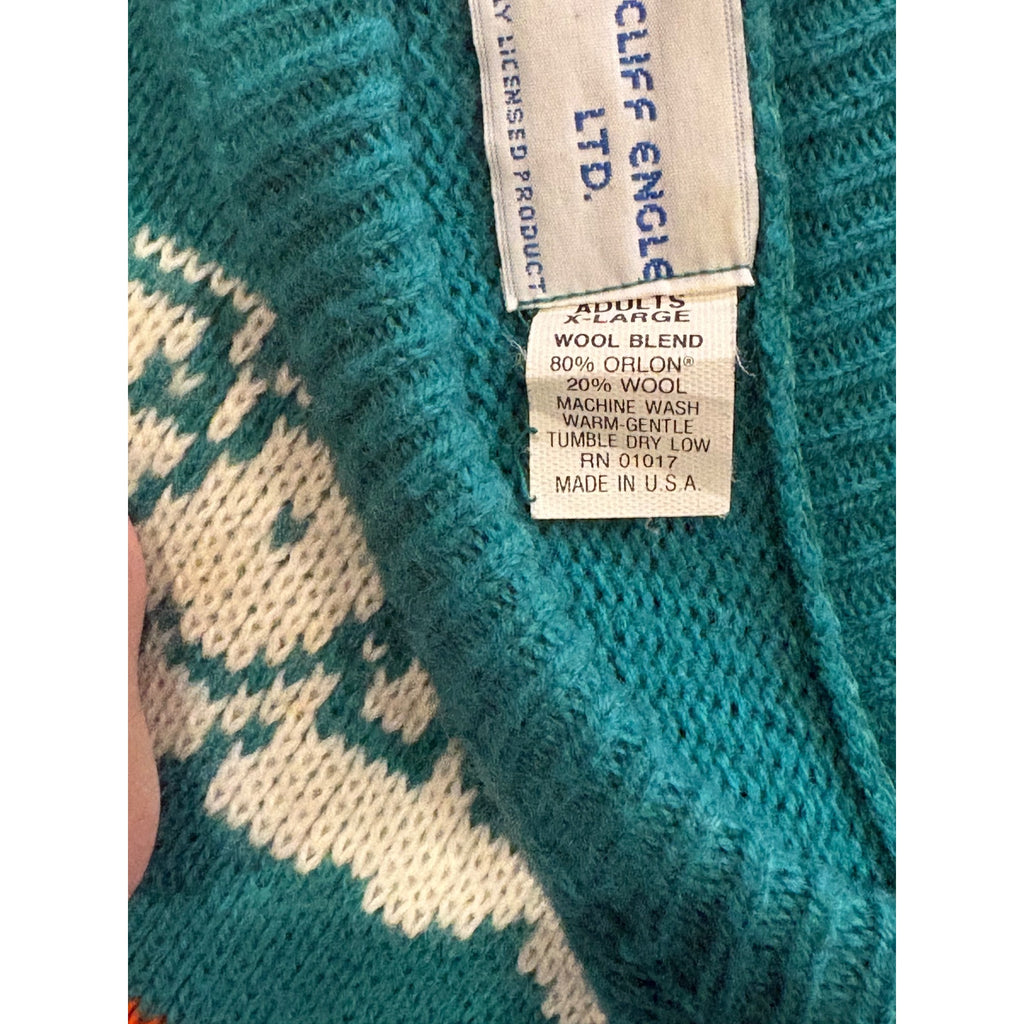 CLIFF ENGLE
LTD.
LICENSED PRODUCT
ADULTS
X-LARGE
WOOL BLEND
80% ORLON®
20% WOOL
MACHINE WASH
WARM-GENTLE
TUMBLE DRY LOW
RN 01017
MADE IN U.S.A.